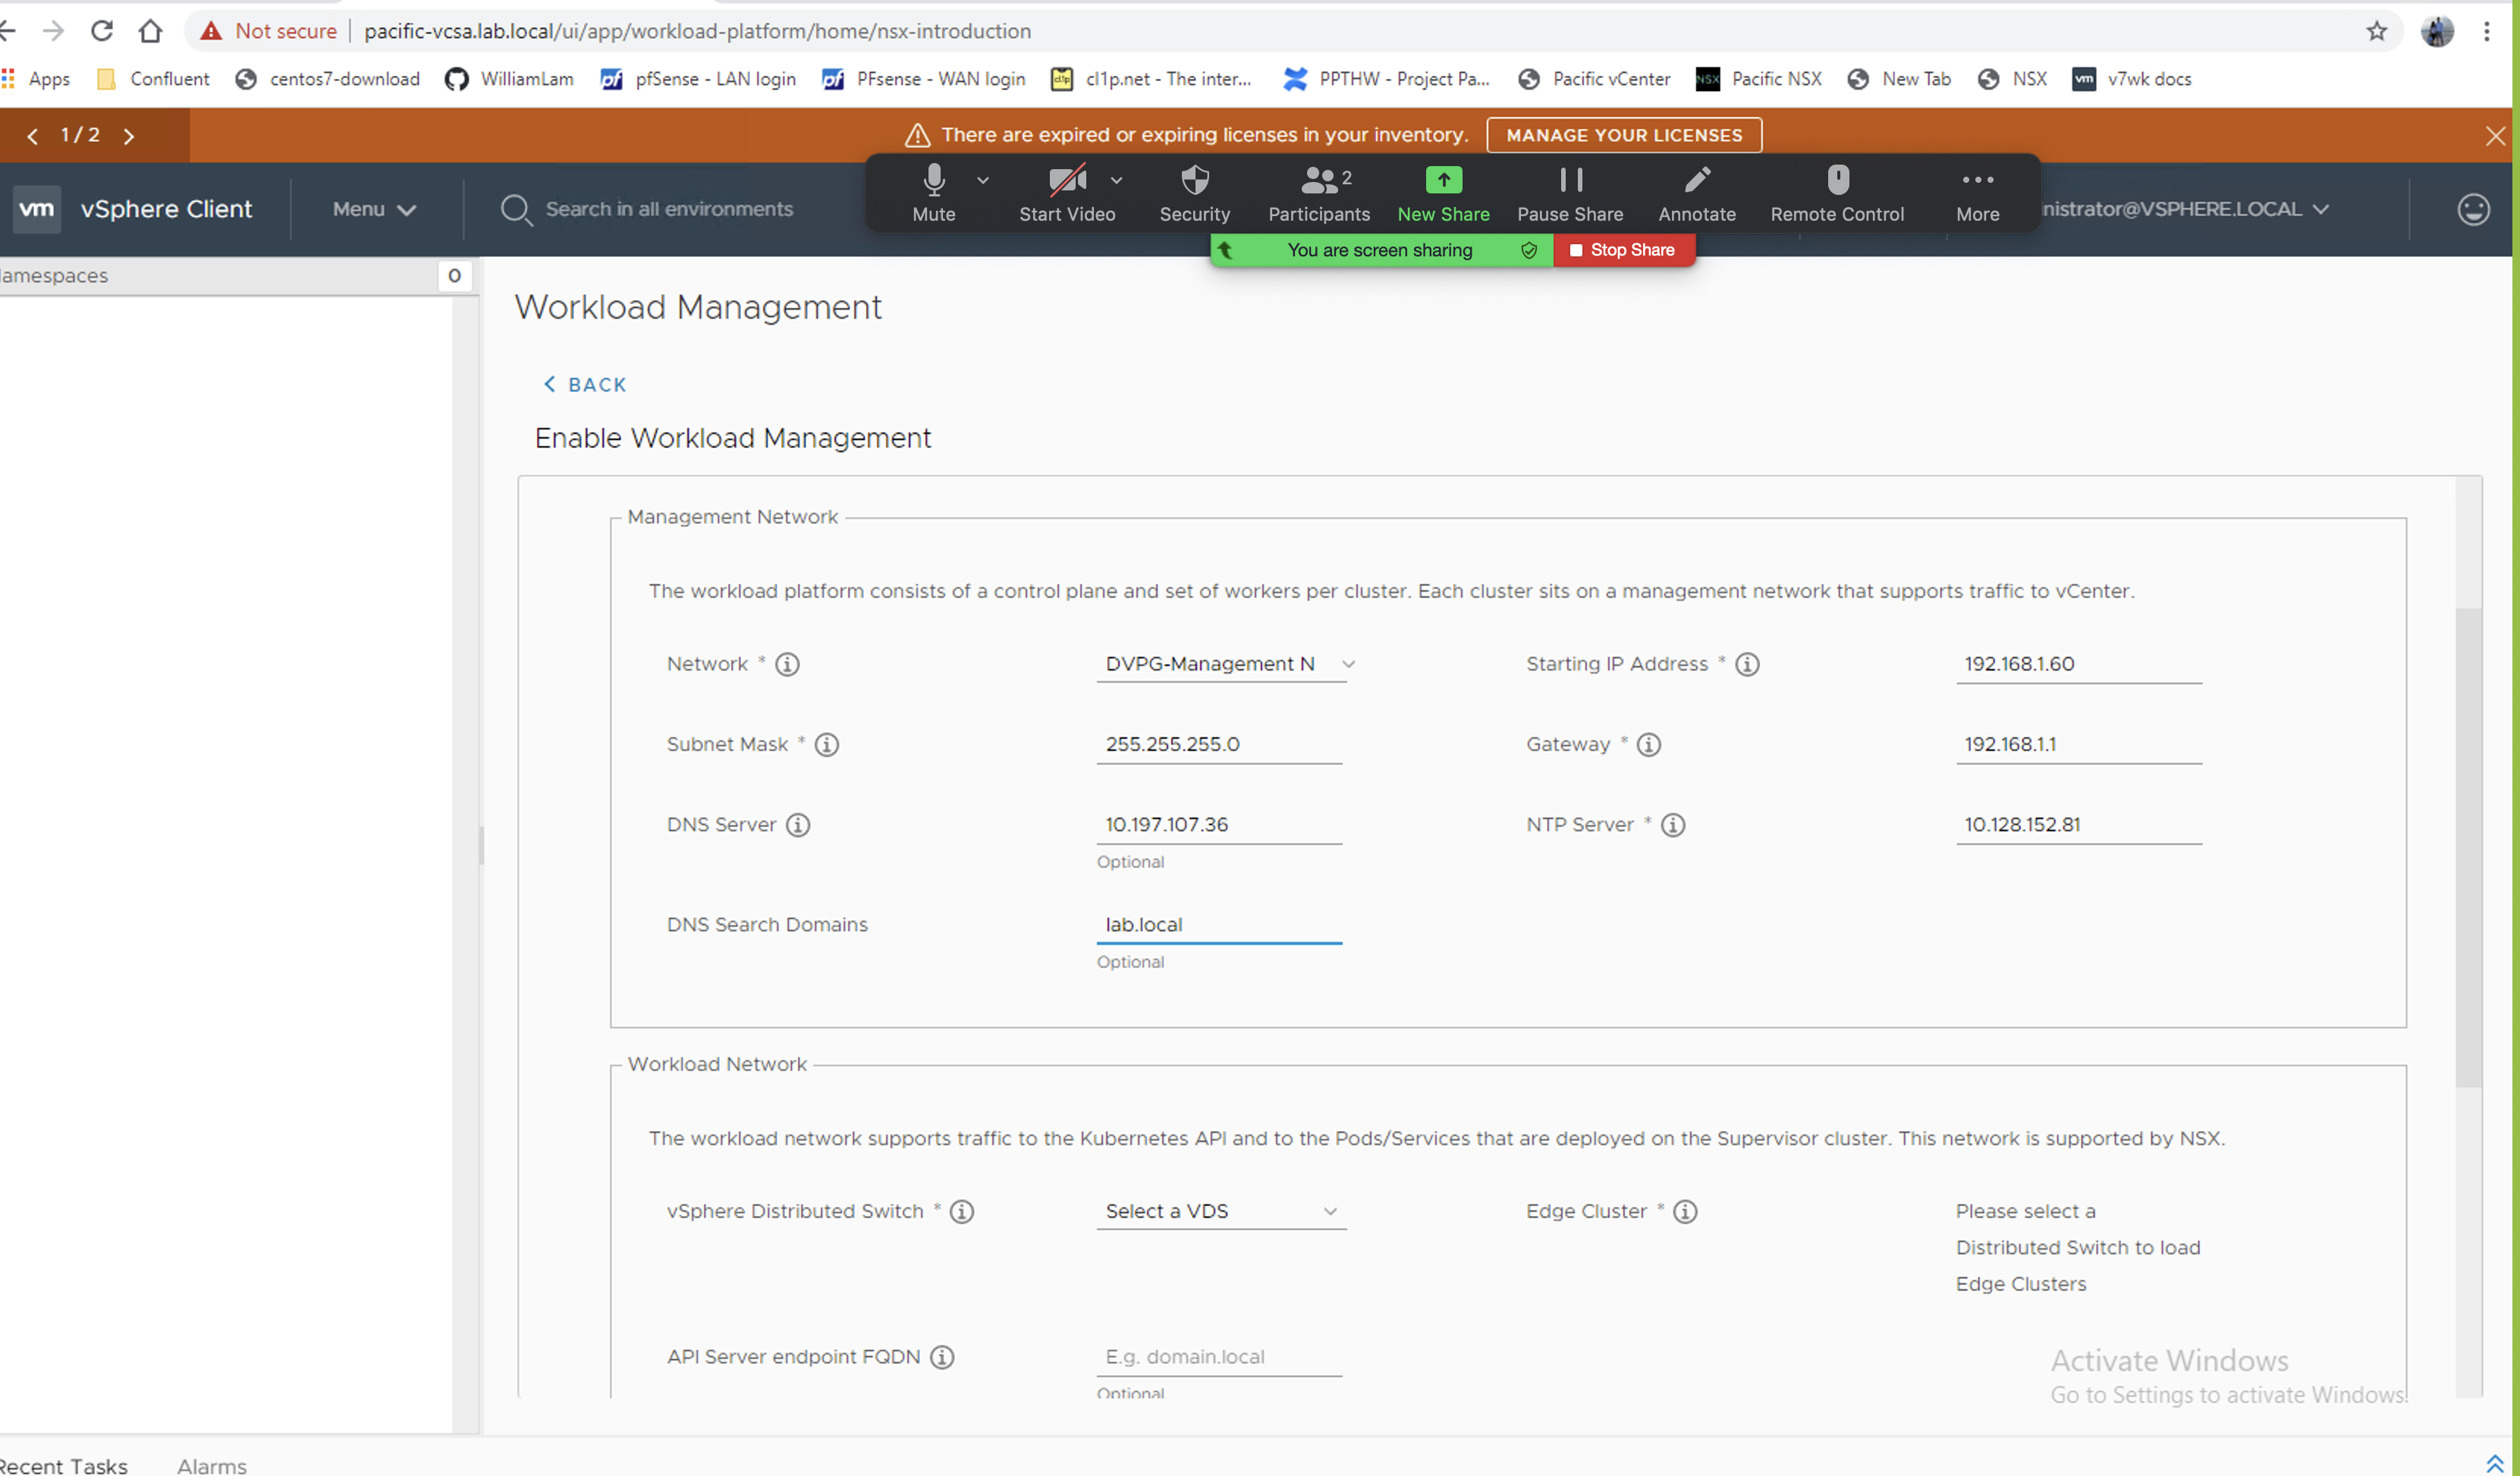 Not secure | pacific-vcsa.lab.local/ui/app/workload-platform/home/nsx-introduction
Apps Confluent centos7-download WilliamLam pfSense - LAN login PFsense - WAN login cl1p.net - The inter... PPTHW - Project Pa... Pacific vCenter Pacific NSX New Tab NSX v7wk docs
1 / 2 There are expired or expiring licenses in your inventory. MANAGE YOUR LICENSES
vm vSphere Client Menu Search in all environments nistrator@VSPHERE.LOCAL
2
Mute Start Video Security Participants New Share Pause Share Annotate Remote Control More
You are screen sharing Stop Share
amespaces 0
Workload Management
BACK
Enable Workload Management
Management Network
The workload platform consists of a control plane and set of workers per cluster. Each cluster sits on a management network that supports traffic to vCenter.
Network * DVPG-Management N Starting IP Address * 192.168.1.60
Subnet Mask * 255.255.255.0 Gateway * 192.168.1.1
DNS Server 10.197.107.36 NTP Server * 10.128.152.81
Optional
DNS Search Domains lab.local
Optional
Workload Network
The workload network supports traffic to the Kubernetes API and to the Pods/Services that are deployed on the Supervisor cluster. This network is supported by NSX.
vSphere Distributed Switch * Select a VDS Edge Cluster * Please select a
Distributed Switch to load
Edge Clusters
API Server endpoint FQDN E.g. domain.local
Optional
Activate Windows
Go to Settings to activate Windows.
Recent Tasks Alarms